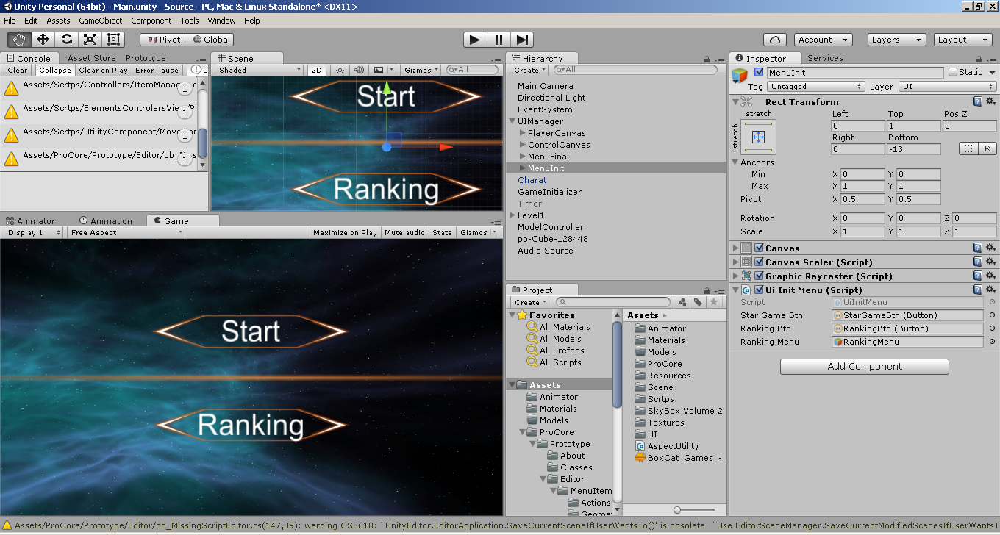 Unity Personal (64bit) - Main.unity - Source - PC, Mac & Linux Standalone* <DX11>
File Edit Assets GameObject Component Tools Window Help
Pivot Global Account Layers Layout
Console Asset Store Prototype
Clear Collapse Clear on Play Error Pause 0
Assets/Scrtps/Controllers/ItemManag 1
Assets/Scrtps/ElementsControlersVie 1
Assets/Scrtps/UtilityComponent/Move 1
Assets/ProCore/Prototype/Editor/pb_Miss 1
Scene
Shaded 2D Gizmos All
Start
Ranking
Animator Animation Game
Display 1 Free Aspect Maximize on Play Mute audio Stats Gizmos
Start
Ranking
Hierarchy
Create All
Main Camera
Directional Light
EventSystem
UIManager
PlayerCanvas
ControlCanvas
MenuFinal
MenuInit
Charat
GameInitializer
Timer
Level1
ModelController
pb-Cube-128448
Audio Source
Project
Create
Favorites
All Materials
All Models
All Prefabs
All Scripts
Assets
Animator
Materials
Models
ProCore
Prototype
About
Classes
Editor
MenuItem
Actions
Geome
Assets
Animator
Materials
Models
ProCore
Resources
Scene
Scrtps
SkyBox Volume 2
Textures
UI
AspectUtility
BoxCat_Games_-_
Inspector Services
MenuInit Static
Tag Untagged Layer UI
Rect Transform
stretch Left Top Pos Z
stretch 0 1 0
Right Bottom
0 -13 R
Anchors
Min X 0 Y 0
Max X 1 Y 1
Pivot X 0.5 Y 0.5
Rotation X 0 Y 0 Z 0
Scale X 1 Y 1 Z 1
Canvas
Canvas Scaler (Script)
Graphic Raycaster (Script)
Ui Init Menu (Script)
Script UiInitMenu
Star Game Btn StarGameBtn (Button)
Ranking Btn RankingBtn (Button)
Ranking Menu RankingMenu
Add Component
Assets/ProCore/Prototype/Editor/pb_MissingScriptEditor.cs(147,39): warning CS0618: `UnityEditor.EditorApplication.SaveCurrentSceneIfUserWantsTo()' is obsolete: `Use EditorSceneManager.SaveCurrentModifiedScenesIfUserWantsT